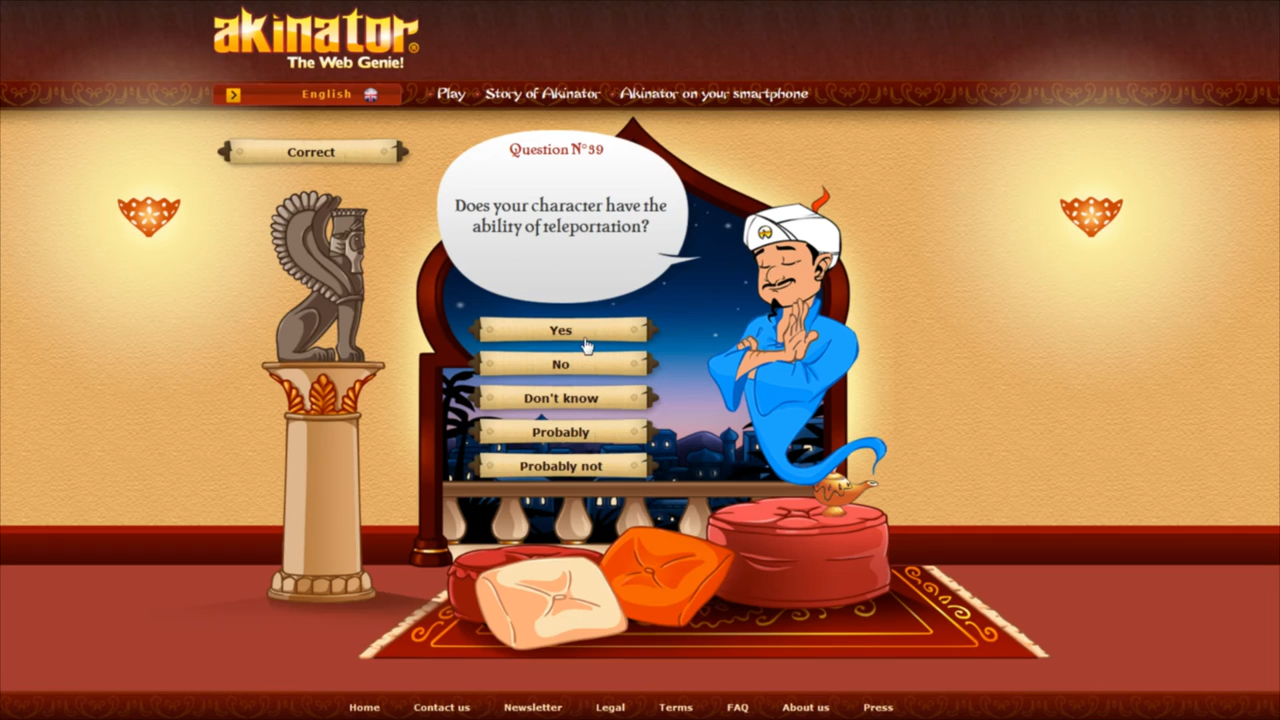 akinator®
The Web Genie!
English
- Play - Story of Akinator - Akinator on your smartphone
Correct
Question N°39
Does your character have the
ability of teleportation?
Yes
No
Don't know
Probably
Probably not
Home Contact us Newsletter Legal Terms FAQ About us Press